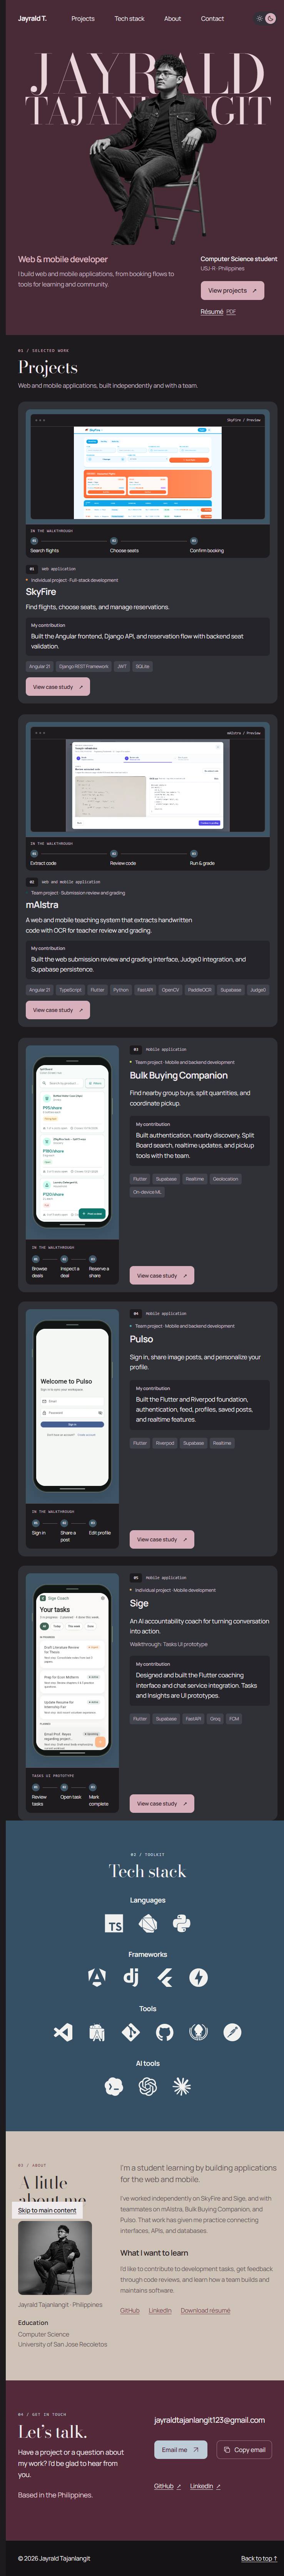 Jayrald T.
Projects
Tech stack
About
Contact
JAYRALD
TAJANLANGIT
Web & mobile developer
I build web and mobile applications, from booking flows to
tools for learning and community.
Computer Science student
USJ-R · Philippines
View projects ↗
Résumé PDF
01 / SELECTED WORK
Projects
Web and mobile applications, built independently and with a team.
SkyFire / Preview
IN THE WALKTHROUGH
Search flights
Choose seats
Confirm booking
01 Web application
Individual project · Full-stack development
SkyFire
Find flights, choose seats, and manage reservations.
My contribution
Built the Angular frontend, Django API, and reservation flow with backend seat
validation.
Angular 21
Django REST Framework
JWT
SQLite
View case study ↗
mAIstra / Preview
IN THE WALKTHROUGH
Extract code
Review code
Run & grade
02 Web and mobile application
Team project · Submission review and grading
mAIstra
A web and mobile teaching system that extracts handwritten
code with OCR for teacher review and grading.
My contribution
Built the web submission review and grading interface, Judge0 integration, and
Supabase persistence.
Angular 21
TypeScript
Flutter
Python
FastAPI
OpenCV
PaddleOCR
Supabase
Judge0
View case study ↗
IN THE WALKTHROUGH
Browse
deals
Inspect a
deal
Reserve a
share
03 Mobile application
Team project · Mobile and backend development
Bulk Buying Companion
Find nearby group buys, split quantities, and
coordinate pickup.
My contribution
Built authentication, nearby discovery, Split
Board search, realtime updates, and pickup
tools with the team.
Flutter
Supabase
Realtime
Geolocation
On-device ML
View case study ↗
Welcome to Pulso
IN THE WALKTHROUGH
Sign in
Share a
post
Edit profile
04 Mobile application
Team project · Mobile and backend development
Pulso
Sign in, share image posts, and personalize your
profile.
My contribution
Built the Flutter and Riverpod foundation,
authentication, feed, profiles, saved posts,
and realtime features.
Flutter
Riverpod
Supabase
Realtime
View case study ↗
Sige Coach
Your tasks
TASKS UI PROTOTYPE
Review
tasks
Open task
Mark
complete
05 Mobile application
Individual project · Mobile development
Sige
An AI accountability coach for turning conversation
into action.
Walkthrough: Tasks UI prototype
My contribution
Designed and built the Flutter coaching
interface and chat service integration. Tasks
and Insights are UI prototypes.
Flutter
Supabase
FastAPI
Groq
FCM
View case study ↗
02 / TOOLKIT
Tech stack
Languages
TS
Frameworks
dj
Tools
AI tools
03 / ABOUT
A little
about me
Skip to main content
Jayrald Tajanlangit · Philippines
Education
Computer Science
University of San Jose Recoletos
I'm a student learning by building applications
for the web and mobile.
I've worked independently on SkyFire and Sige, and with
teammates on mAIstra, Bulk Buying Companion, and
Pulso. That work has given me practice connecting
interfaces, APIs, and databases.
What I want to learn
I'd like to contribute to development tasks, get feedback
through code reviews, and learn how a team builds and
maintains software.
GitHub
LinkedIn
Download résumé
04 / GET IN TOUCH
Let's talk.
Have a project or a question about
my work? I'd be glad to hear from
you.
Based in the Philippines.
jayraldtajanlangit123@gmail.com
Email me ↗
Copy email
GitHub ↗
LinkedIn ↗
© 2026 Jayrald Tajanlangit
Back to top ↑